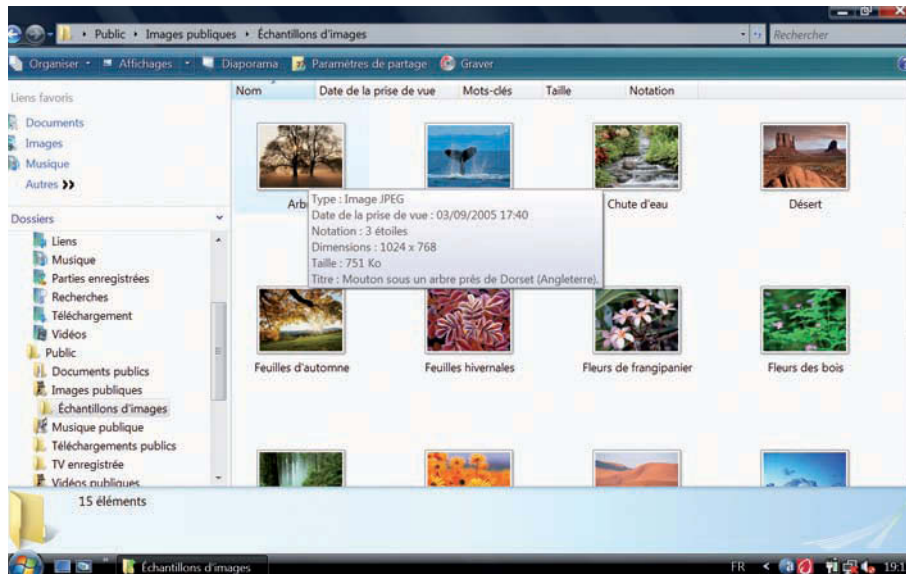 Public Images publiques Échantillons d'images
Rechercher
Organiser Affichages Diaporama Paramètres de partage Graver
Liens favoris
Documents
Images
Musique
Autres
Dossiers
Liens
Musique
Parties enregistrées
Recherches
Téléchargement
Vidéos
Public
Documents publics
Images publiques
Échantillons d'images
Musique publique
Téléchargements publics
TV enregistrée
Vidéos publiques
Nom Date de la prise de vue Mots-clés Taille Notation
Chute d'eau Désert
Type : Image JPEG
Date de la prise de vue : 03/09/2005 17:40
Notation : 3 étoiles
Dimensions : 1024 x 768
Taille : 751 Ko
Titre : Mouton sous un arbre près de Dorset (Angleterre).
Feuilles d'automne Feuilles hivernales Fleurs de frangipanier Fleurs des bois
15 éléments
Échantillons d'images
FR